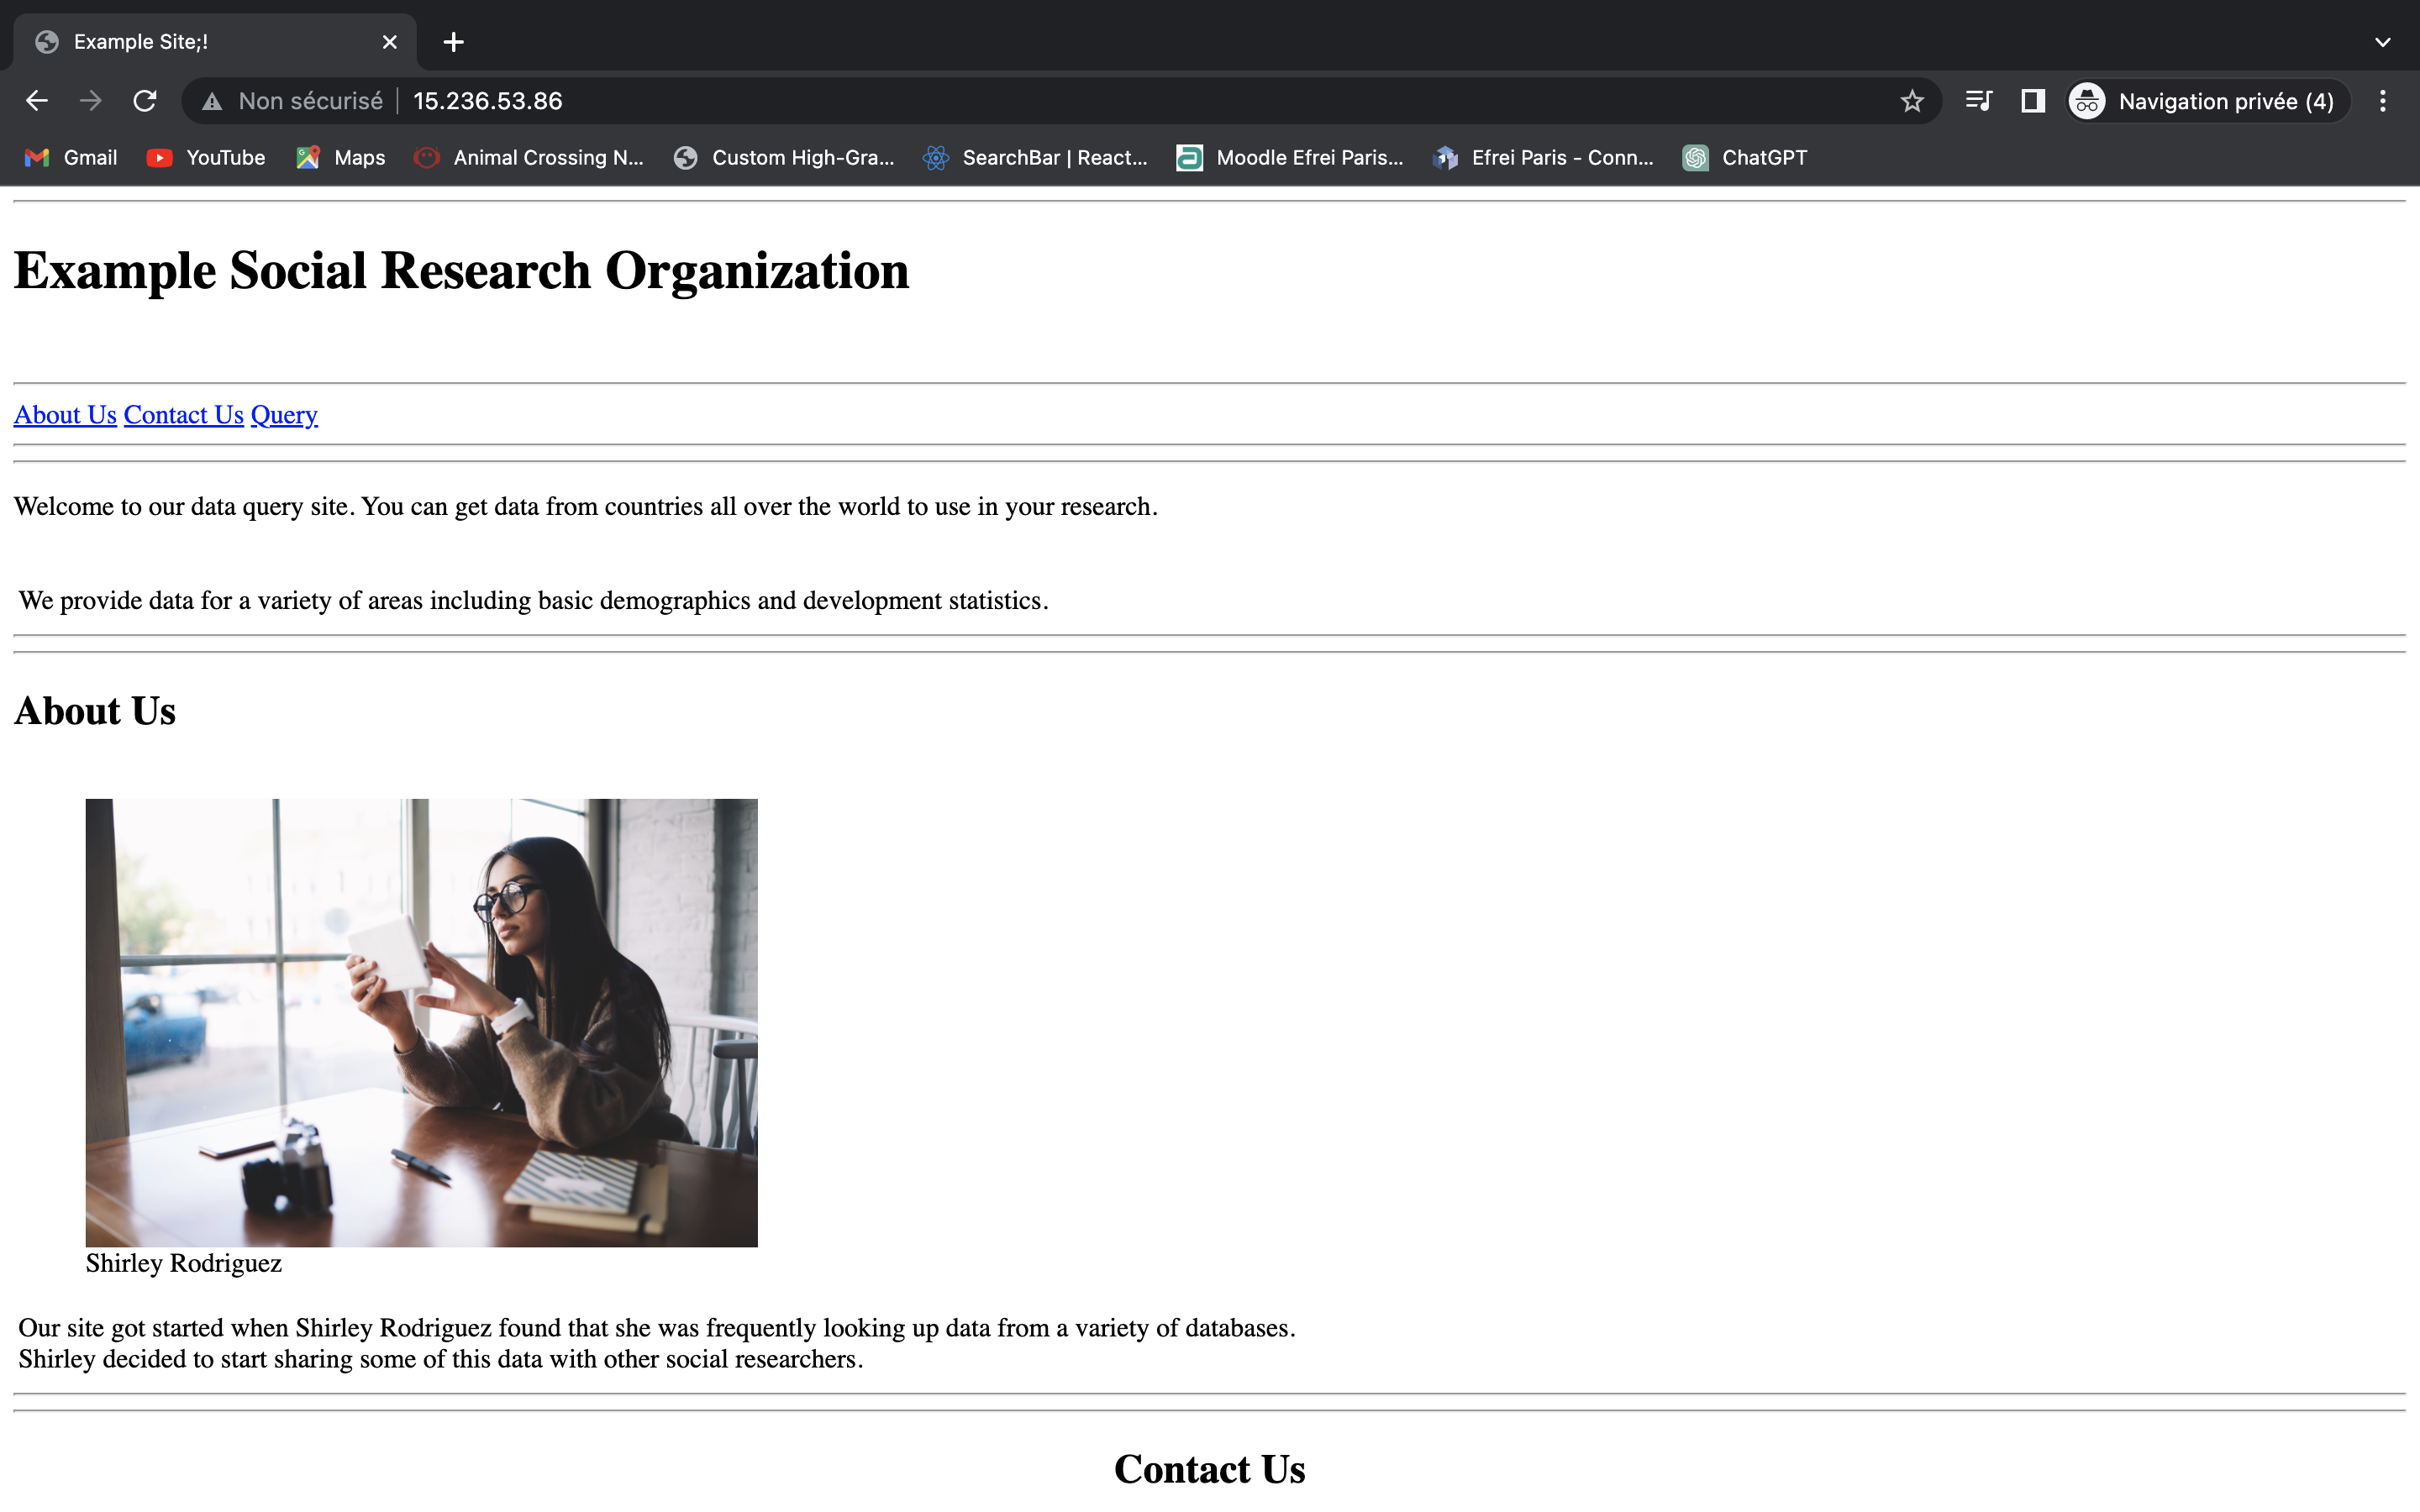 Example Site;!
Non sécurisé 15.236.53.86 Navigation privée (4)
Gmail YouTube Maps Animal Crossing N... Custom High-Gra... SearchBar | React... Moodle Efrei Paris... Efrei Paris - Conn... ChatGPT
Example Social Research Organization
About Us Contact Us Query
Welcome to our data query site. You can get data from countries all over the world to use in your research.
We provide data for a variety of areas including basic demographics and development statistics.
About Us
Shirley Rodriguez
Our site got started when Shirley Rodriguez found that she was frequently looking up data from a variety of databases.
Shirley decided to start sharing some of this data with other social researchers.
Contact Us